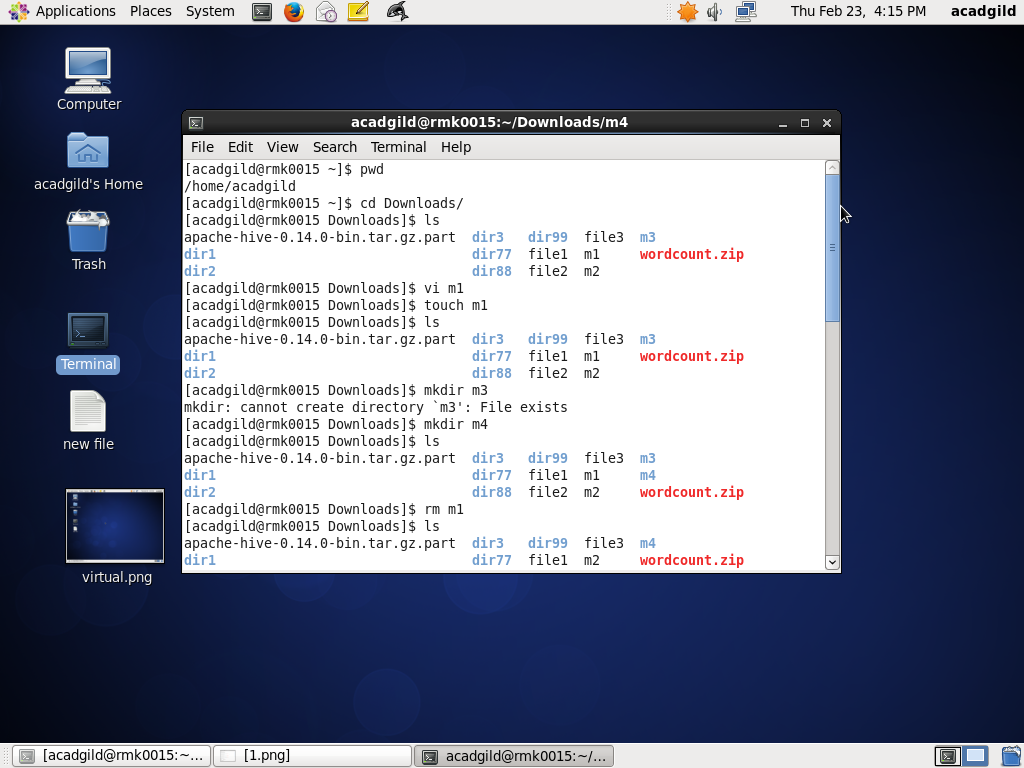 Applications Places System Thu Feb 23, 4:15 PM acadgild
Computer
acadgild's Home
Trash
Terminal
new file
virtual.png
acadgild@rmk0015:~/Downloads/m4
File Edit View Search Terminal Help
[acadgild@rmk0015 ~]$ pwd
/home/acadgild
[acadgild@rmk0015 ~]$ cd Downloads/
[acadgild@rmk0015 Downloads]$ ls
apache-hive-0.14.0-bin.tar.gz.part dir3 dir99 file3 m3
dir1 dir77 file1 m1 wordcount.zip
dir2 dir88 file2 m2
[acadgild@rmk0015 Downloads]$ vi m1
[acadgild@rmk0015 Downloads]$ touch m1
[acadgild@rmk0015 Downloads]$ ls
apache-hive-0.14.0-bin.tar.gz.part dir3 dir99 file3 m3
dir1 dir77 file1 m1 wordcount.zip
dir2 dir88 file2 m2
[acadgild@rmk0015 Downloads]$ mkdir m3
mkdir: cannot create directory `m3': File exists
[acadgild@rmk0015 Downloads]$ mkdir m4
[acadgild@rmk0015 Downloads]$ ls
apache-hive-0.14.0-bin.tar.gz.part dir3 dir99 file3 m3
dir1 dir77 file1 m1 m4
dir2 dir88 file2 m2 wordcount.zip
[acadgild@rmk0015 Downloads]$ rm m1
[acadgild@rmk0015 Downloads]$ ls
apache-hive-0.14.0-bin.tar.gz.part dir3 dir99 file3 m4
dir1 dir77 file1 m2 wordcount.zip
[acadgild@rmk0015:~... [1.png] acadgild@rmk0015:~/...